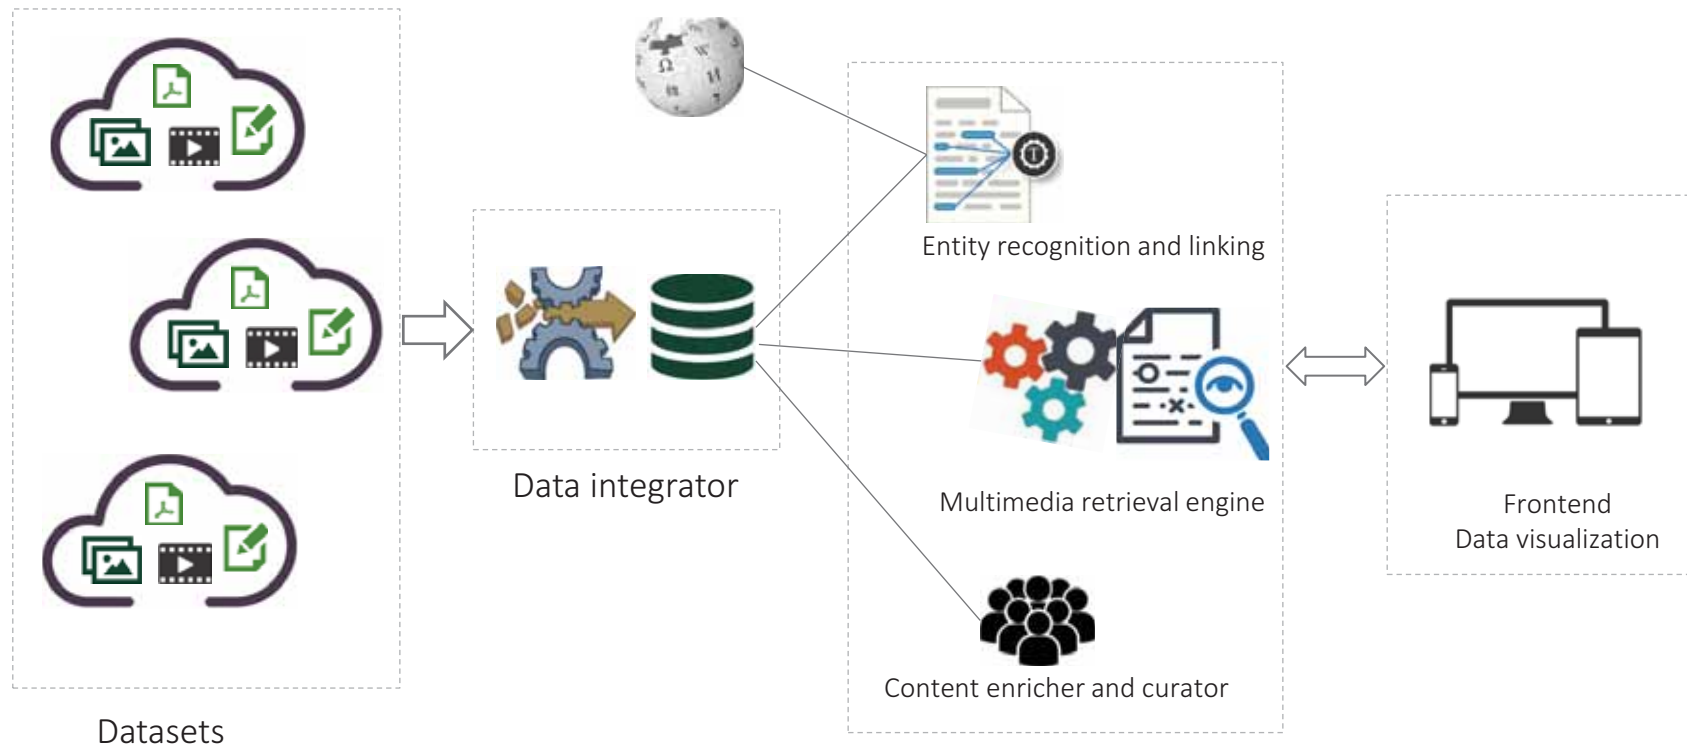 Datasets
Data integrator
Entity recognition and linking
Multimedia retrieval engine
Content enricher and curator
Frontend
Data visualization